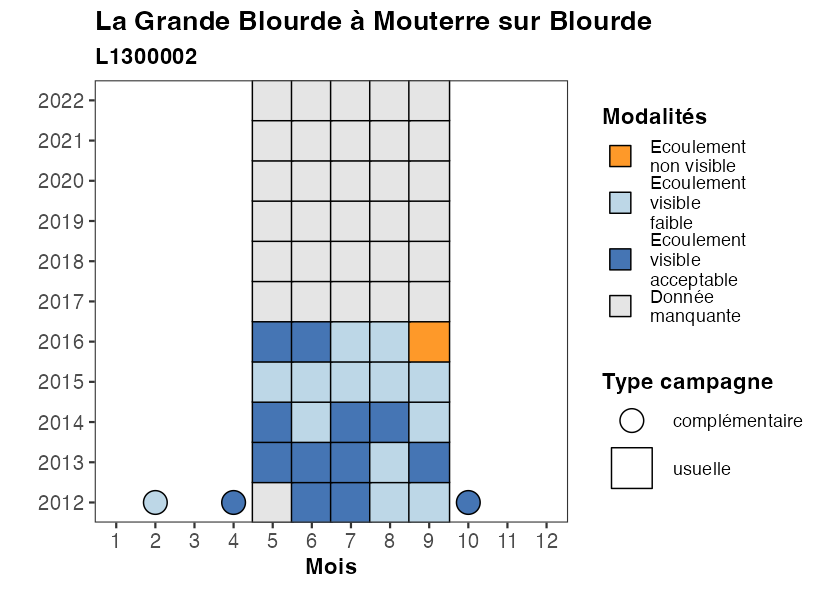 La Grande Blourde à Mouterre sur Blourde
L1300002
2022
2021
2020
2019
2018
2017
2016
2015
2014
2013
2012
1 2 3 4 5 6 7 8 9 10 11 12
Mois
Modalités
Ecoulement
non visible
Ecoulement
visible
faible
Ecoulement
visible
acceptable
Donnée
manquante
Type campagne
complémentaire
usuelle